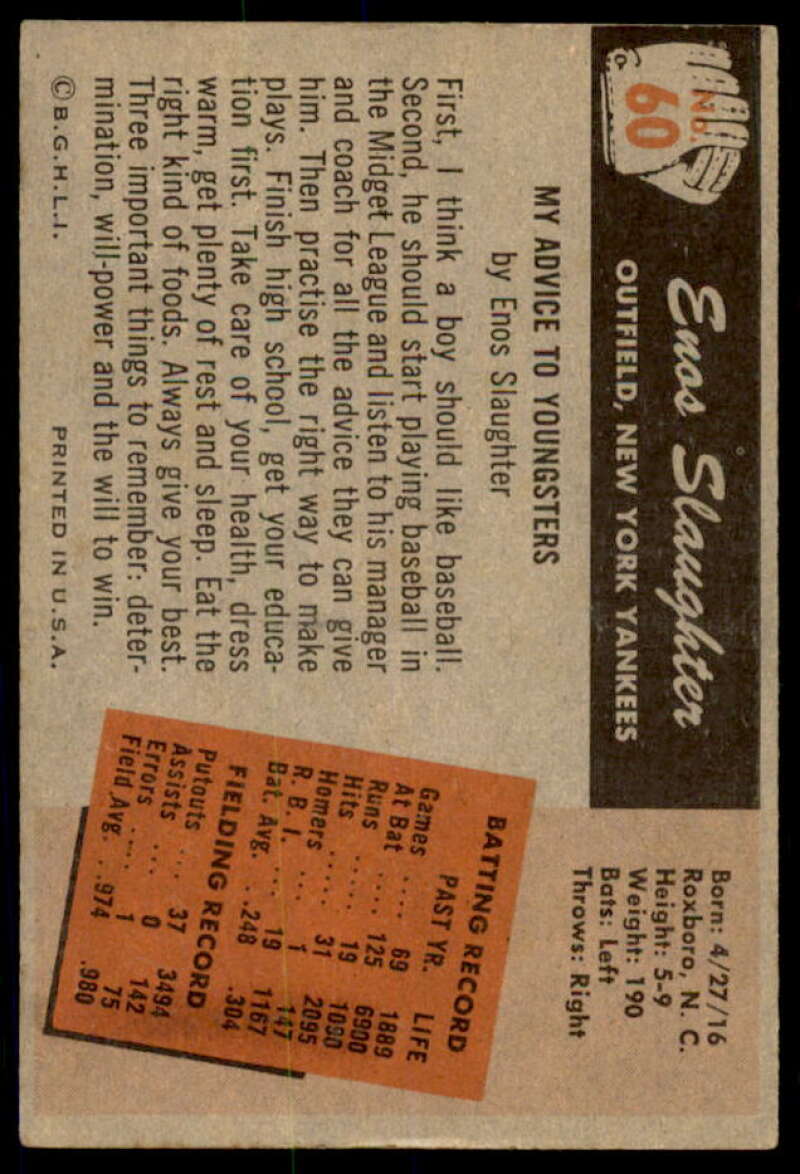 No.
60
Enos Slaughter
OUTFIELD, NEW YORK YANKEES
Born: 4/27/16
Roxboro, N. C.
Height: 5-9
Weight: 190
Bats: Left
Throws: Right
MY ADVICE TO YOUNGSTERS
by Enos Slaughter
First, I think a boy should like baseball.
Second, he should start playing baseball in
the Midget League and listen to his manager
and coach for all the advice they can give
him. Then practise the right way to make
plays. Finish high school, get your educa-
tion first. Take care of your health, dress
warm, get plenty of rest and sleep. Eat the
right kind of foods. Always give your best.
Three important things to remember: deter-
mination, will-power and the will to win.
© B.G.H.L.I. PRINTED IN U.S.A.
BATTING RECORD
PAST YR. LIFE
Games .... 69 1889
At Bat .... 125 6900
Runs ..... 19 1090
Hits ..... 31 2095
Homers ... 1 147
R. B. I. ... 19 1167
Bat. Avg. . .248 .304
FIELDING RECORD
Putouts ... 37 3494
Assists ... 0 142
Errors .... 1 75
Field Avg. . .974 .980